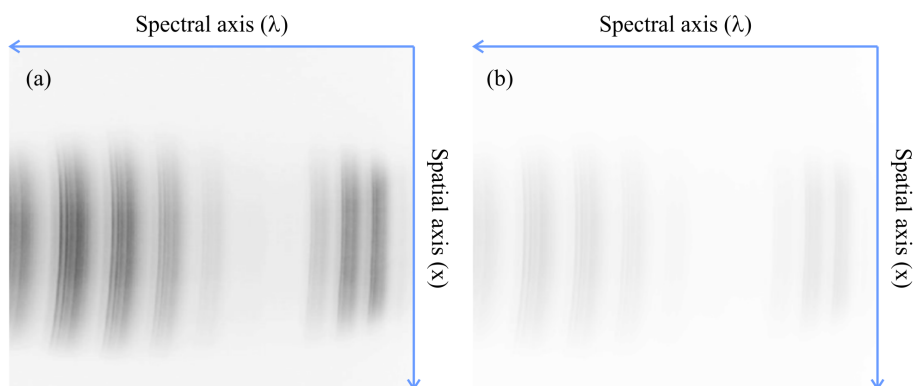 Spectral axis (λ)
(a)
Spatial axis (x)
Spectral axis (λ)
(b)
Spatial axis (x)